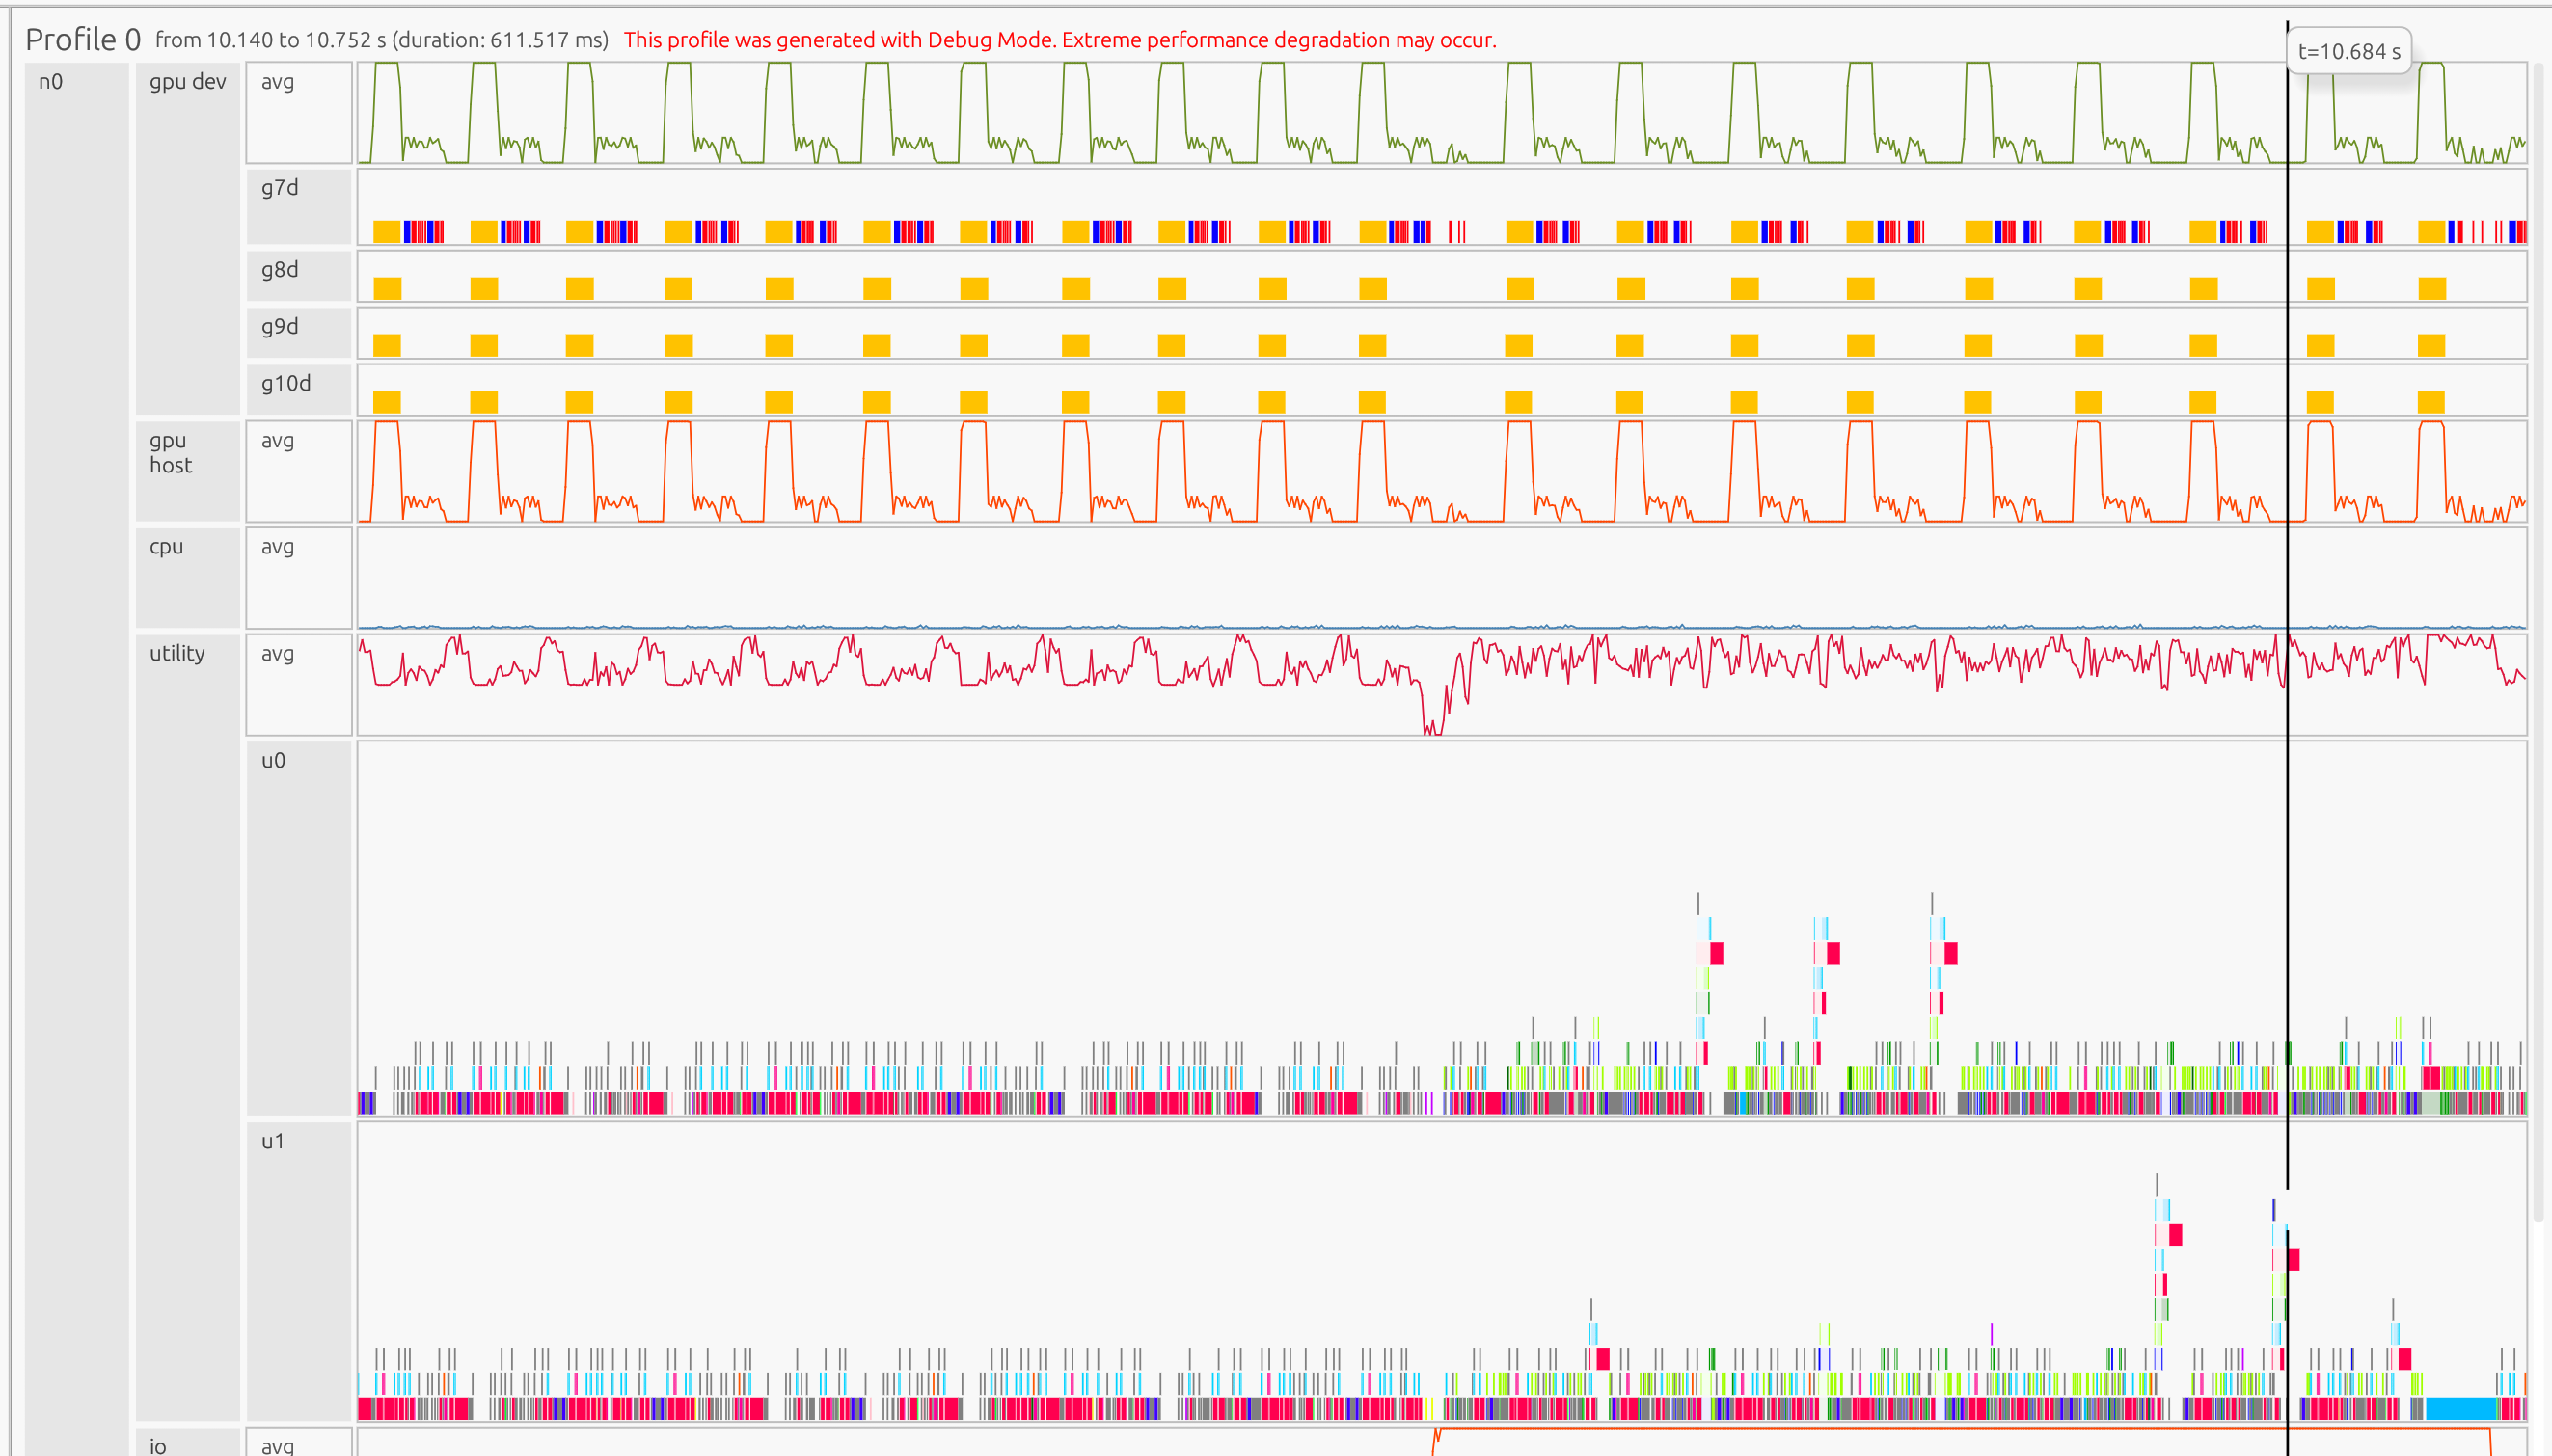 Profile 0 from 10.140 to 10.752 s (duration: 611.517 ms) This profile was generated with Debug Mode. Extreme performance degradation may occur.
t=10.684 s
n0
gpu dev
avg
g7d
g8d
g9d
g10d
gpu
host
avg
cpu
avg
utility
avg
u0
u1
io
avg